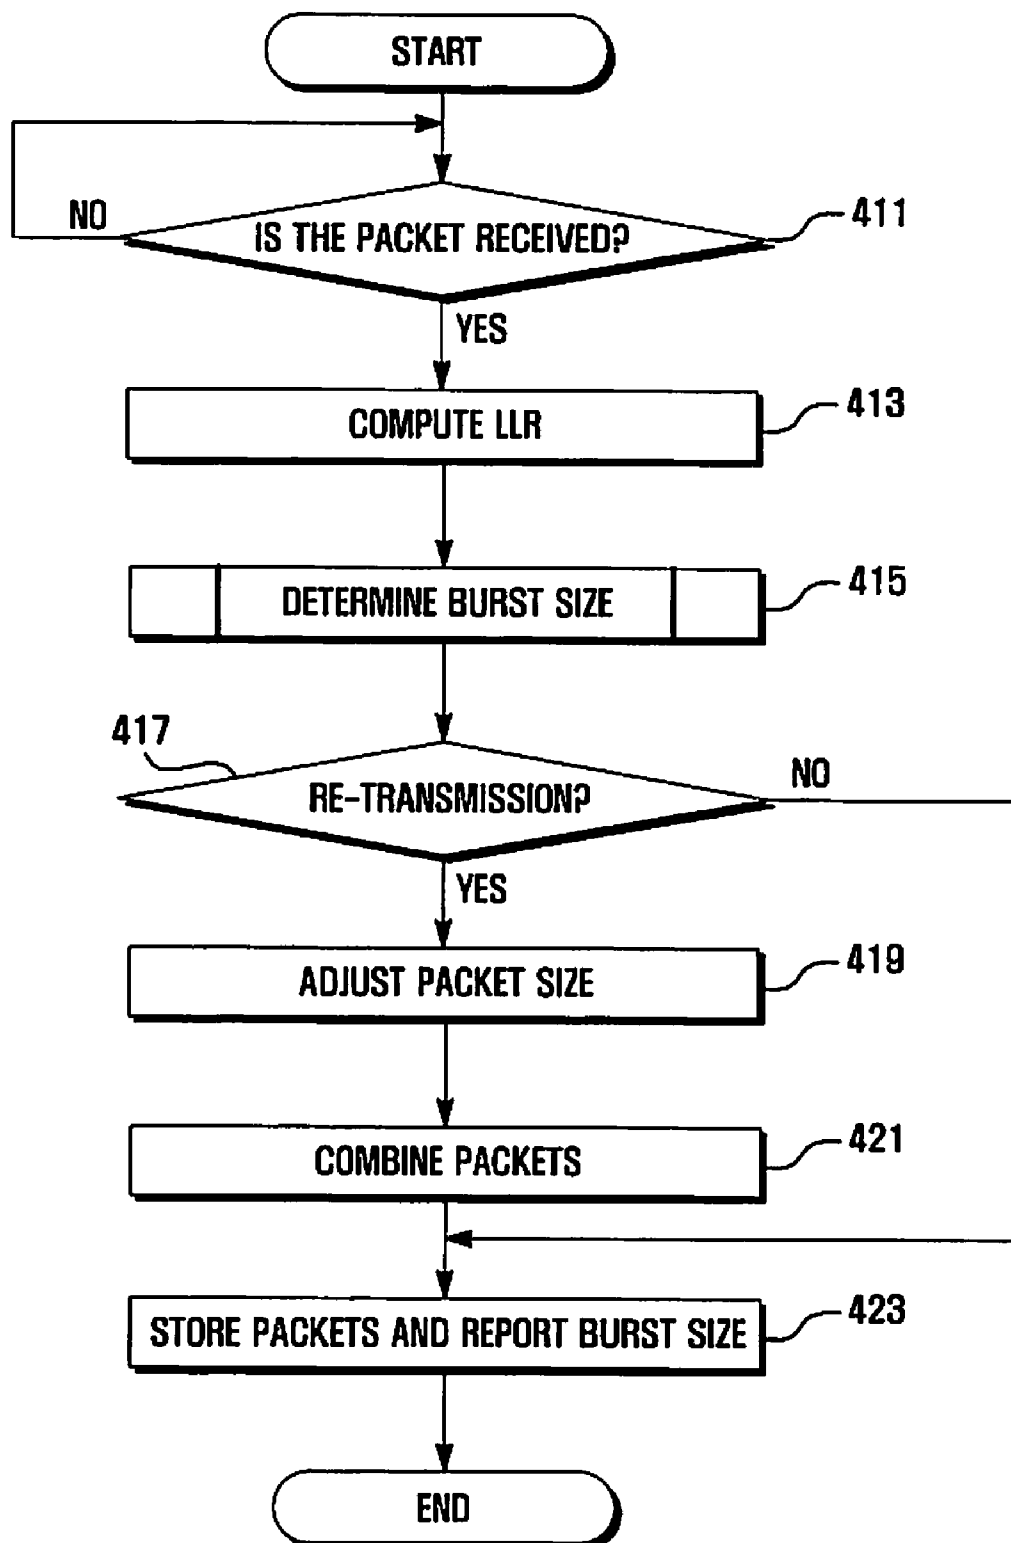 START
NO
IS THE PACKET RECEIVED?
411
YES
COMPUTE LLR
413
DETERMINE BURST SIZE
415
417
RE-TRANSMISSION?
NO
YES
ADJUST PACKET SIZE
419
COMBINE PACKETS
421
STORE PACKETS AND REPORT BURST SIZE
423
END